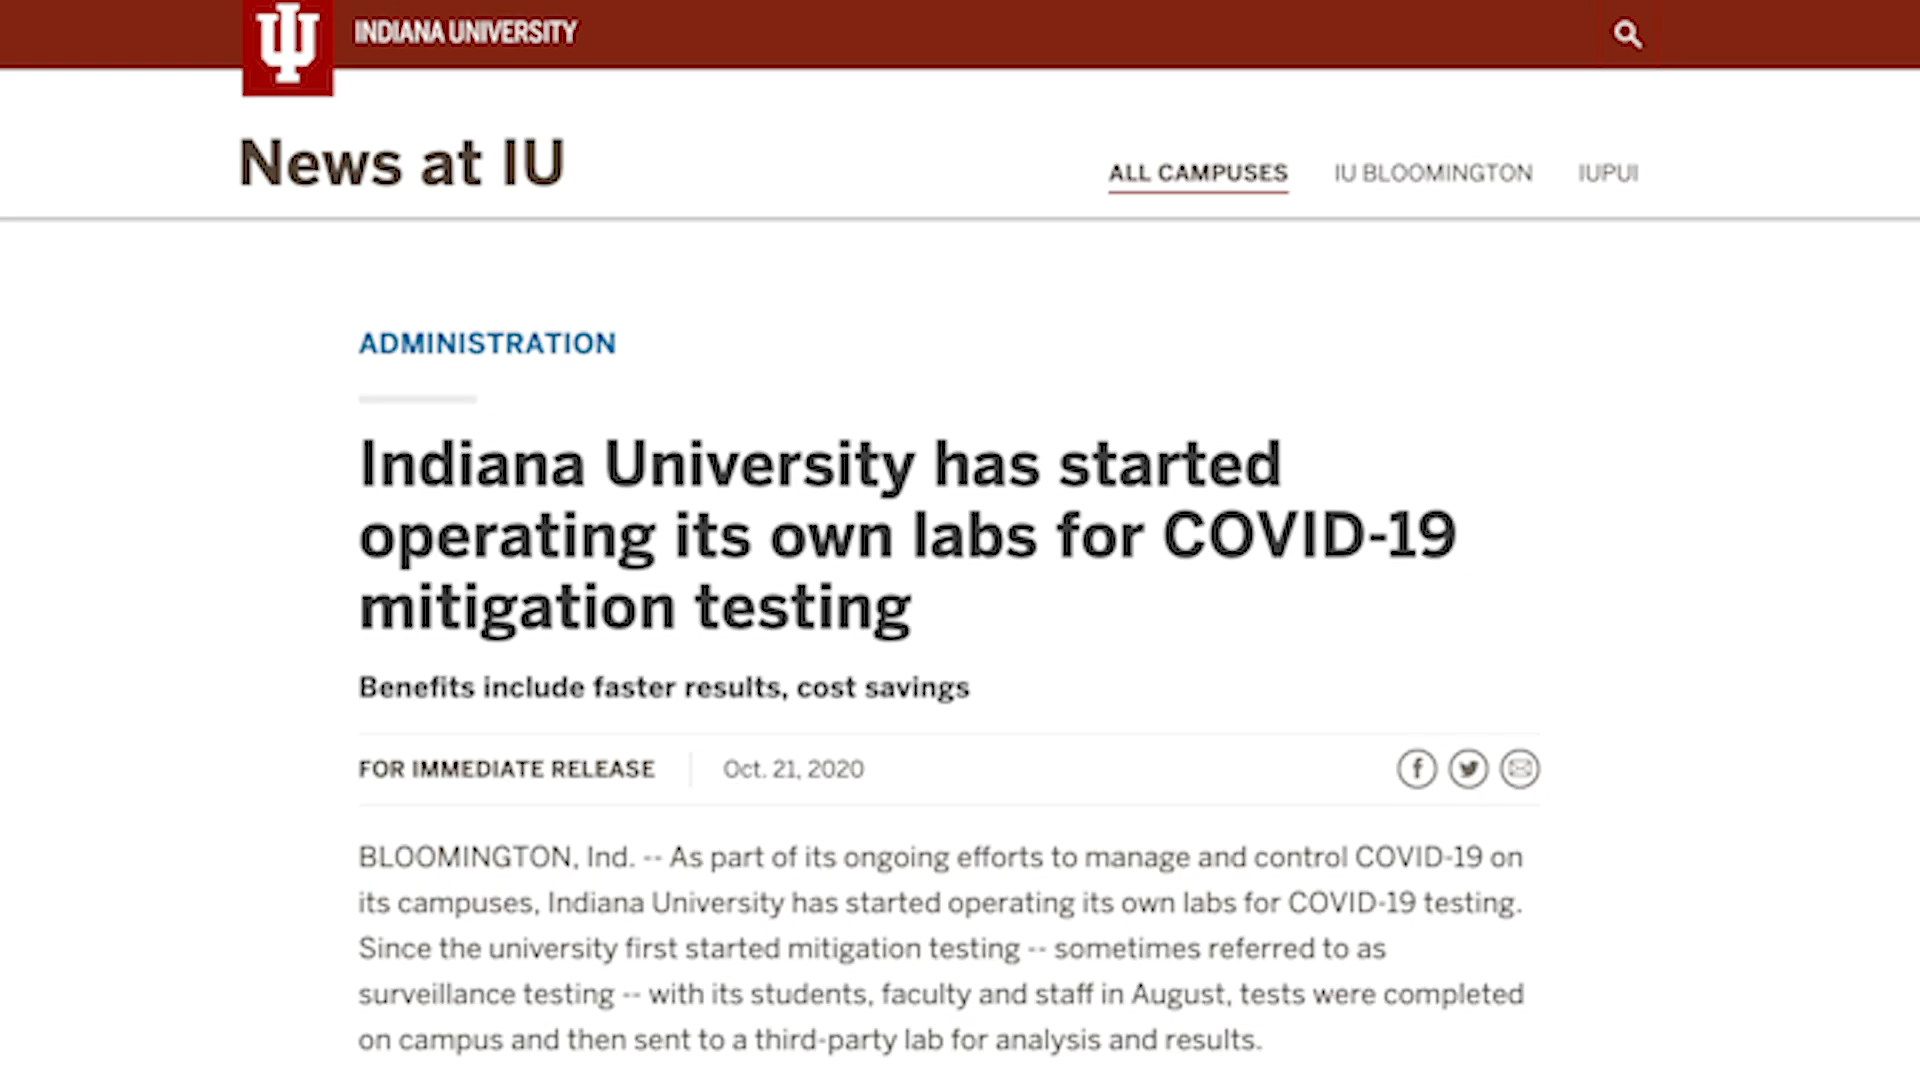 INDIANA UNIVERSITY
News at IU
ALL CAMPUSES IU BLOOMINGTON IUPUI
ADMINISTRATION
Indiana University has started
operating its own labs for COVID-19
mitigation testing
Benefits include faster results, cost savings
FOR IMMEDIATE RELEASE Oct. 21, 2020
BLOOMINGTON, Ind. -- As part of its ongoing efforts to manage and control COVID-19 on
its campuses, Indiana University has started operating its own labs for COVID-19 testing.
Since the university first started mitigation testing -- sometimes referred to as
surveillance testing -- with its students, faculty and staff in August, tests were completed
on campus and then sent to a third-party lab for analysis and results.